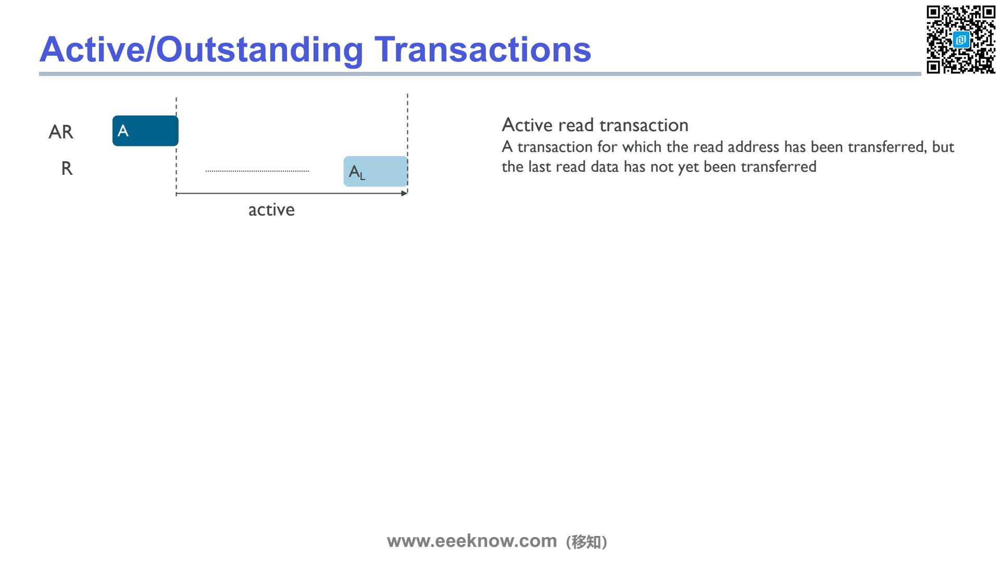 Active/Outstanding Transactions
AR
A
R
A_L
active
Active read transaction
A transaction for which the read address has been transferred, but
the last read data has not yet been transferred
www.eeeknow.com (移知)